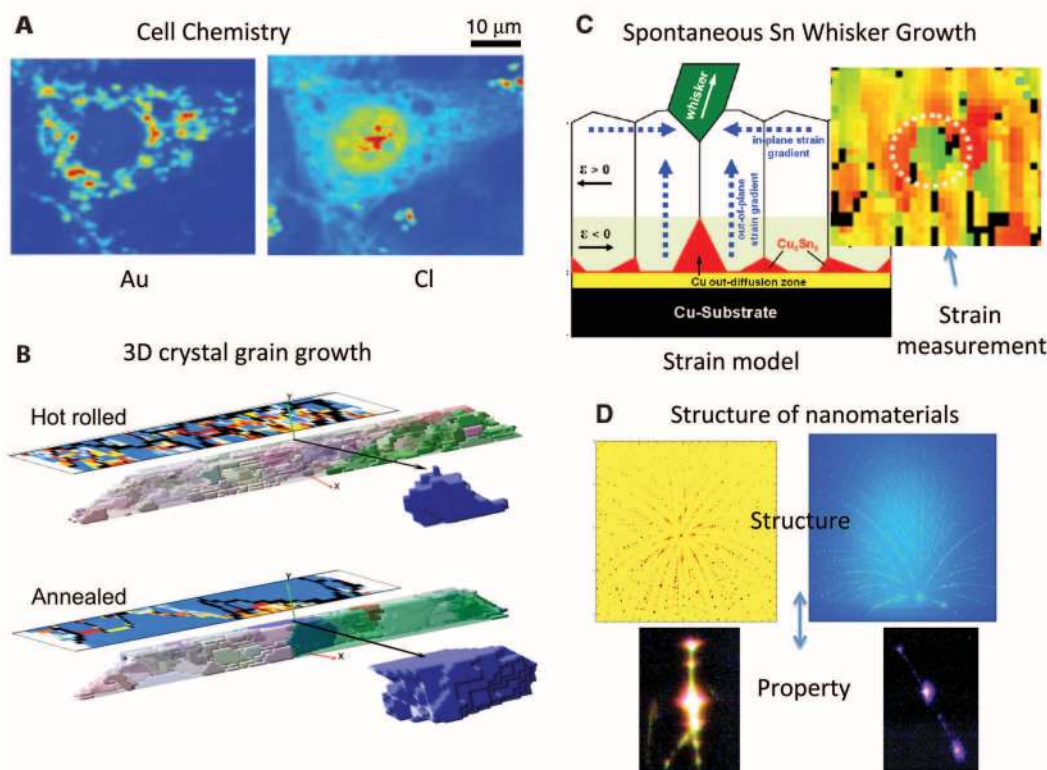 A
Cell Chemistry
10 μm
Au
Cl
B
3D crystal grain growth
Hot rolled
Y
X
Annealed
Y
X
C
Spontaneous Sn Whisker Growth
whisker
in-plane strain
gradient
ε > 0
out-of-plane
strain gradient
ε < 0
Cu₆Sn₅
Cu out-diffusion zone
Cu-Substrate
Strain model
Strain
measurement
D
Structure of nanomaterials
Structure
Property